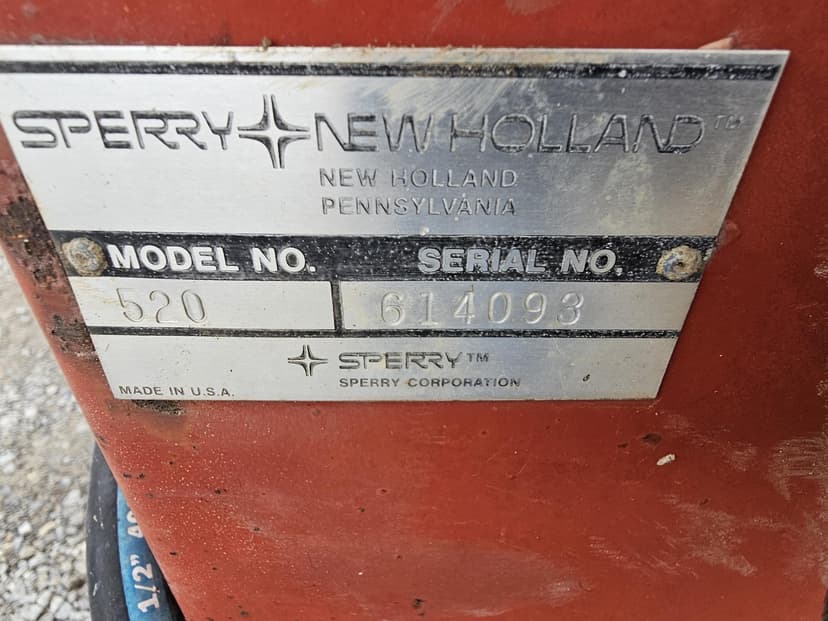 SPERRY NEW HOLLAND™
NEW HOLLAND
PENNSYLVANIA
MODEL NO. SERIAL NO.
520 614093
SPERRY™
SPERRY CORPORATION
MADE IN U.S.A.
1/2"